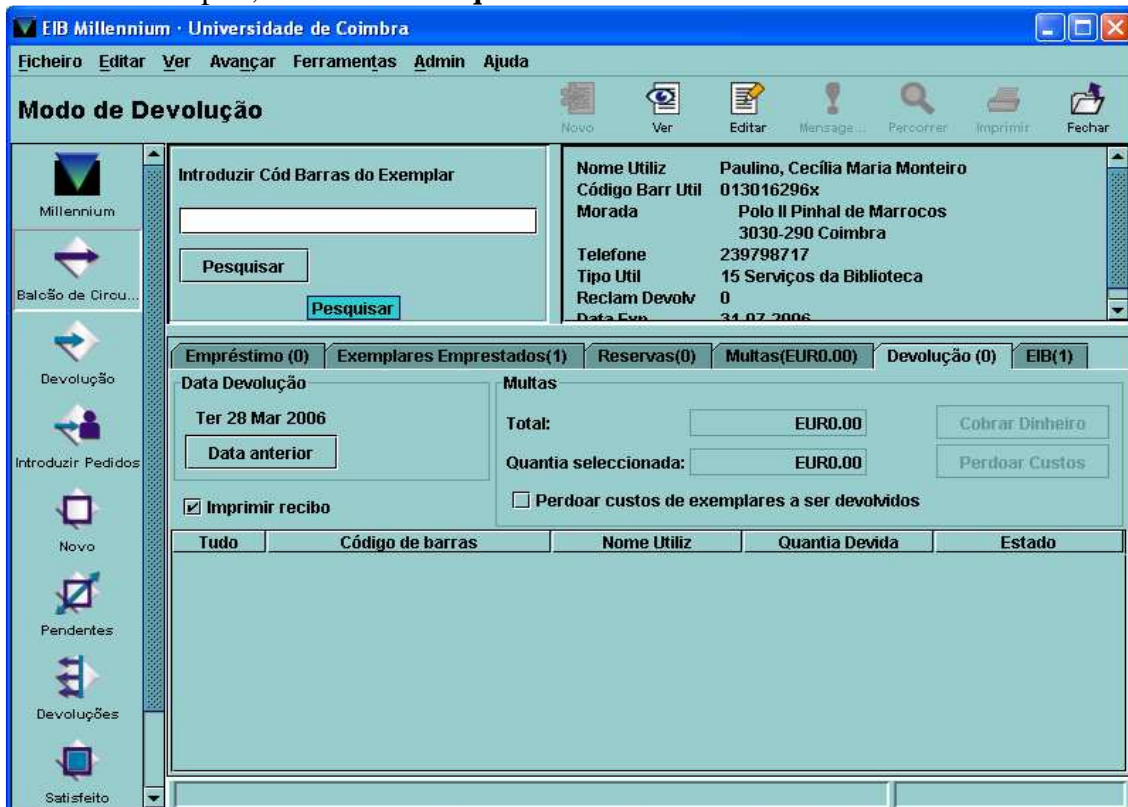 EIB Millennium · Universidade de Coimbra
Ficheiro Editar Ver Avançar Ferramentas Admin Ajuda
Modo de Devolução
Novo Ver Editar Mensage... Percorrer Imprimir Fechar
Millennium
Balcão de Circu...
Devolução
Introduzir Pedidos
Novo
Pendentes
Devoluções
Satisfeito
Introduzir Cód Barras do Exemplar
Pesquisar
Pesquisar
Nome Utiliz Paulino, Cecília Maria Monteiro
Código Barr Util 013016296x
Morada Polo II Pinhal de Marrocos
3030-290 Coimbra
Telefone 239798717
Tipo Util 15 Serviços da Biblioteca
Reclam Devolv 0
Data Exp 31 07 2006
Empréstimo (0) Exemplares Emprestados(1) Reservas(0) Multas(EUR0.00) Devolução (0) EIB(1)
Data Devolução
Ter 28 Mar 2006
Data anterior
Imprimir recibo
Multas
Total: EUR0.00 Cobrar Dinheiro
Quantia seleccionada: EUR0.00 Perdoar Custos
Perdoar custos de exemplares a ser devolvidos
Tudo Código de barras Nome Utiliz Quantia Devida Estado